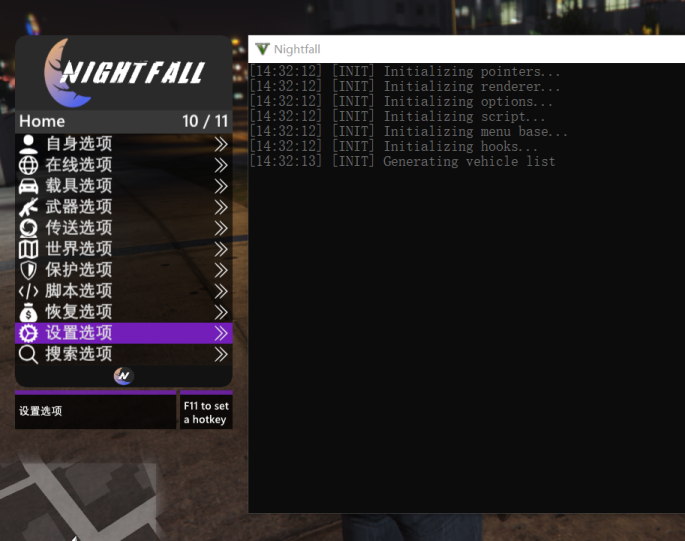 NIGHTFALL
Home 10 / 11
自身选项
在线选项
载具选项
武器选项
传送选项
世界选项
保护选项
脚本选项
恢复选项
设置选项
搜索选项
设置选项
F11 to set
a hotkey
Nightfall
[14:32:12] [INIT] Initializing pointers...
[14:32:12] [INIT] Initializing renderer...
[14:32:12] [INIT] Initializing options...
[14:32:12] [INIT] Initializing script...
[14:32:12] [INIT] Initializing menu base...
[14:32:12] [INIT] Initializing hooks...
[14:32:13] [INIT] Generating vehicle list